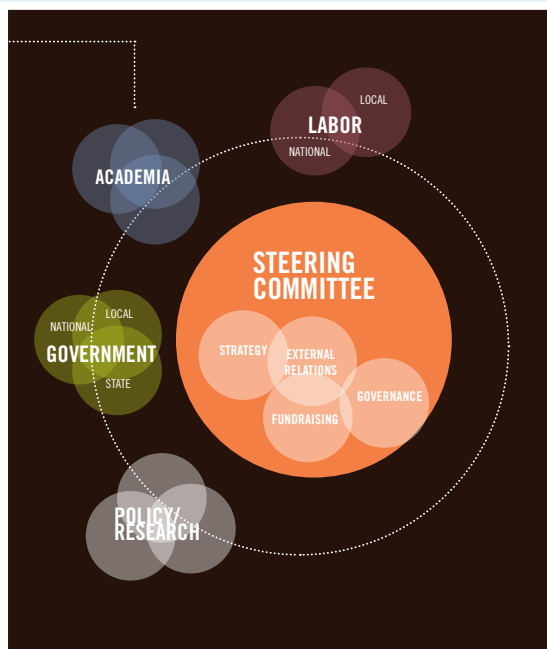 LOCAL
LABOR
NATIONAL
ACADEMIA
STEERING
COMMITTEE
LOCAL
NATIONAL
GOVERNMENT
STATE
STRATEGY
EXTERNAL
RELATIONS
GOVERNANCE
FUNDRAISING
POLICY/
RESEARCH